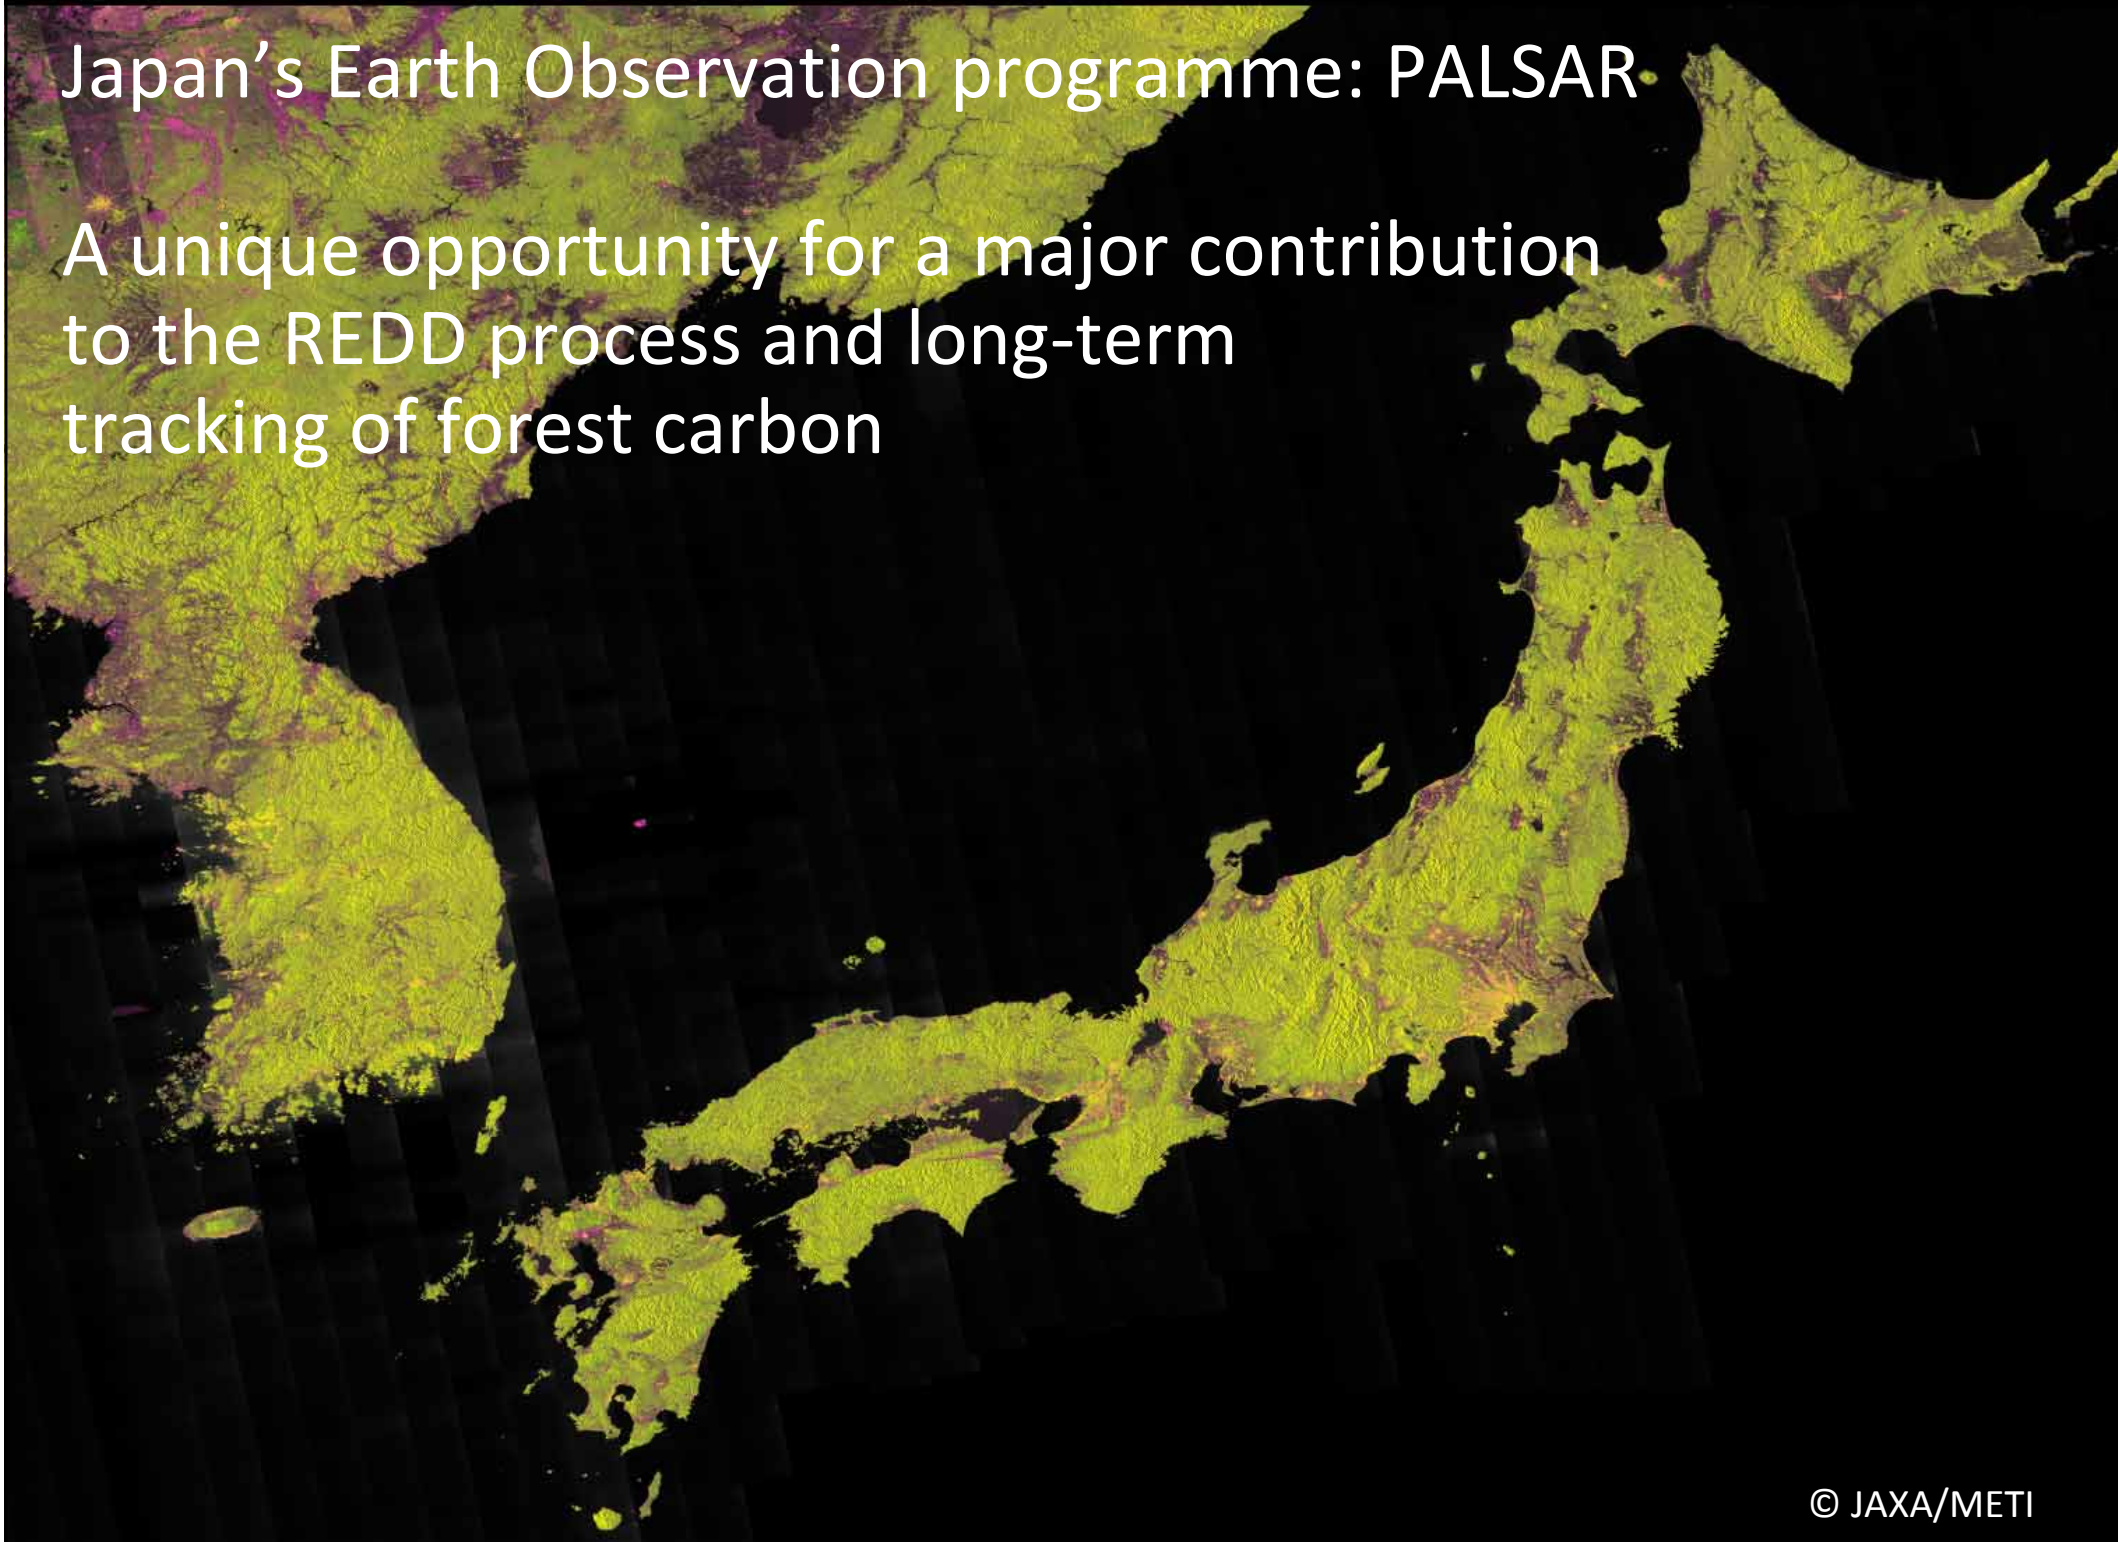 Japan’s Earth Observation programme: PALSAR
A unique opportunity for a major contribution
to the REDD process and long-term
tracking of forest carbon
© JAXA/METI